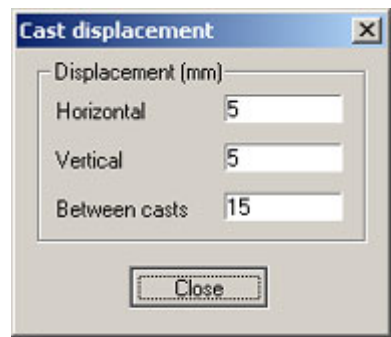 Cast displacement
Displacement (mm)
Horizontal 5
Vertical 5
Between casts 15
Close